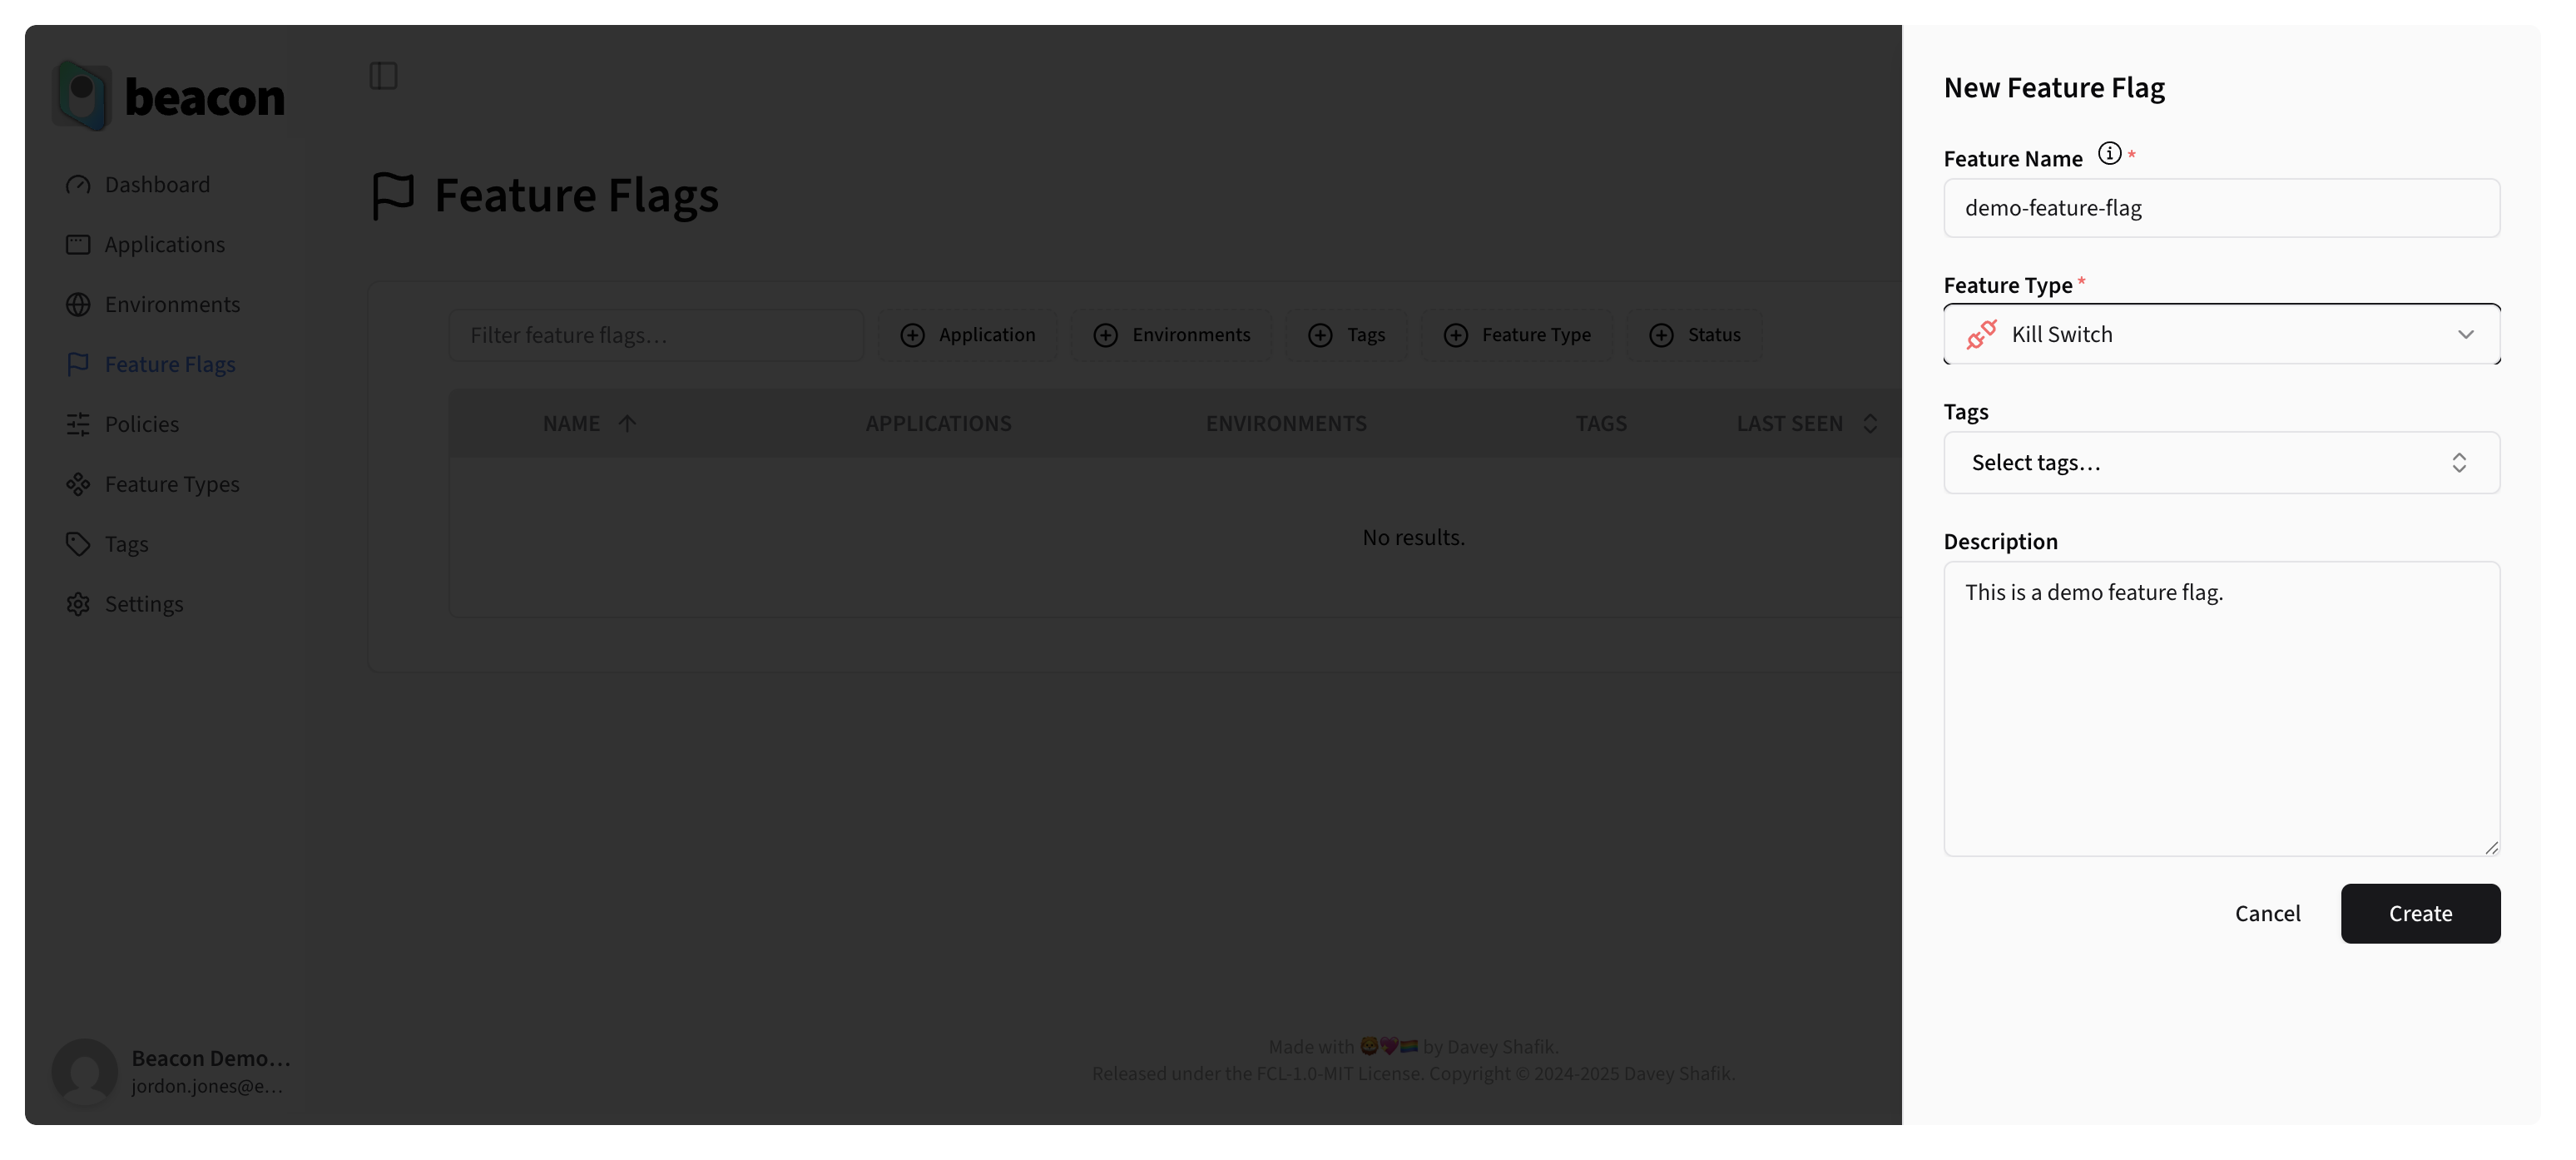 beacon
Dashboard
Applications
Environments
Feature Flags
Policies
Feature Types
Tags
Settings
Beacon Demo...
jordon.jones@e...
Feature Flags
Filter feature flags...
Application
Environments
Tags
Feature Type
Status
NAME APPLICATIONS ENVIRONMENTS TAGS LAST SEEN
No results.
Made with 🦁💖🏳️‍🌈 by Davey Shafik.
Released under the FCL-1.0-MIT License. Copyright © 2024-2025 Davey Shafik.
New Feature Flag
Feature Name *
demo-feature-flag
Feature Type *
Kill Switch
Tags
Select tags...
Description
This is a demo feature flag.
Cancel
Create